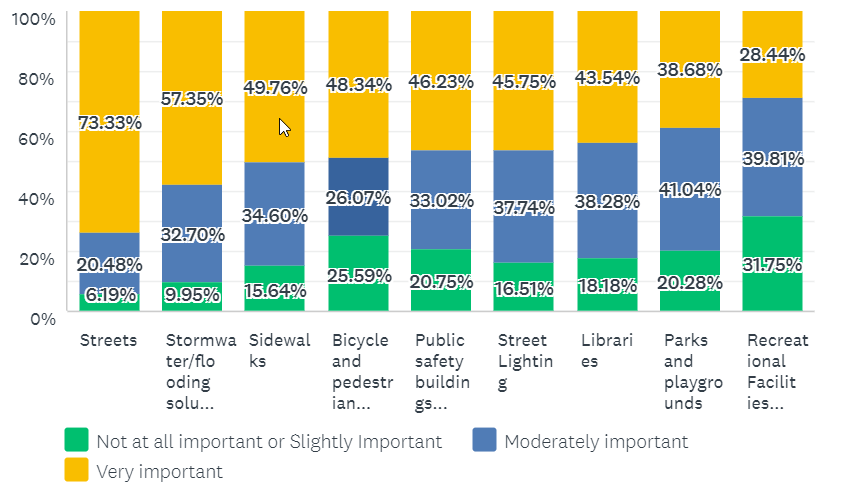 100%
80%
60%
40%
20%
0%
73.33%
20.48%
6.19%
57.35%
32.70%
9.95%
49.76%
34.60%
15.64%
48.34%
26.07%
25.59%
46.23%
33.02%
20.75%
45.75%
37.74%
16.51%
43.54%
38.28%
18.18%
38.68%
41.04%
20.28%
28.44%
39.81%
31.75%
Streets
Stormwa
ter/flo
oding
solu...
Sidewal
ks
Bicycle
and
pedestr
ian...
Public
safety
buildin
gs...
Street
Lightin
g
Librari
es
Parks
and
playgro
unds
Recreat
ional
Facilit
ies...
Not at all important or Slightly Important
Moderately important
Very important